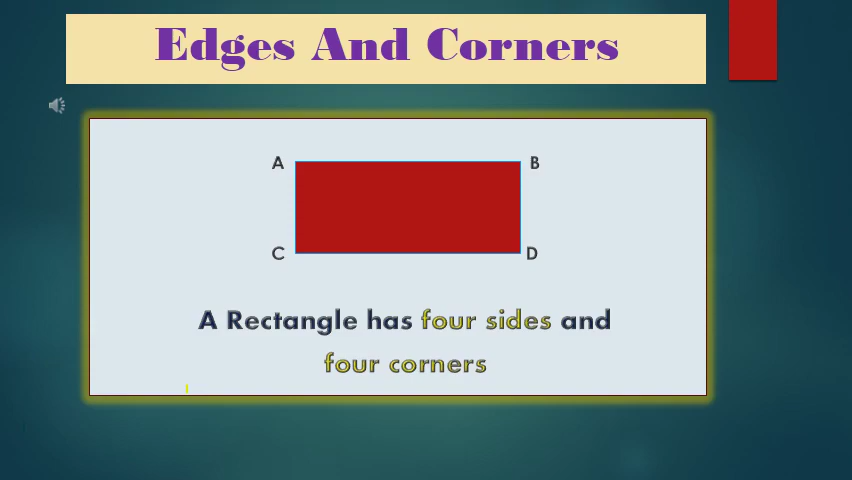 Edges And Corners
A B
C D
A Rectangle has four sides and
four corners